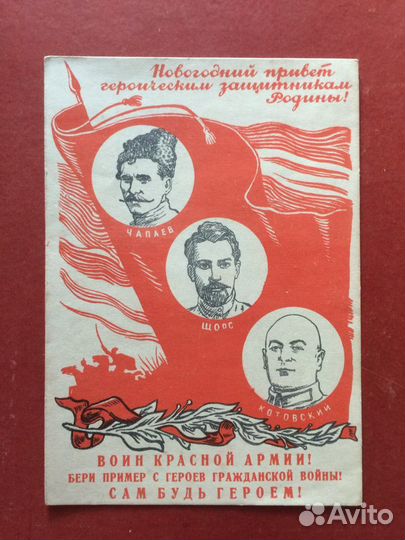 Новогодний привет
героическим защитникам
Родины!
ЧАПАЕВ
ЩОРС
КОТОВСКИЙ
ВОИН КРАСНОЙ АРМИИ!
БЕРИ ПРИМЕР С ГЕРОЕВ ГРАЖДАНСКОЙ ВОЙНЫ!
САМ БУДЬ ГЕРОЕМ!
Avito